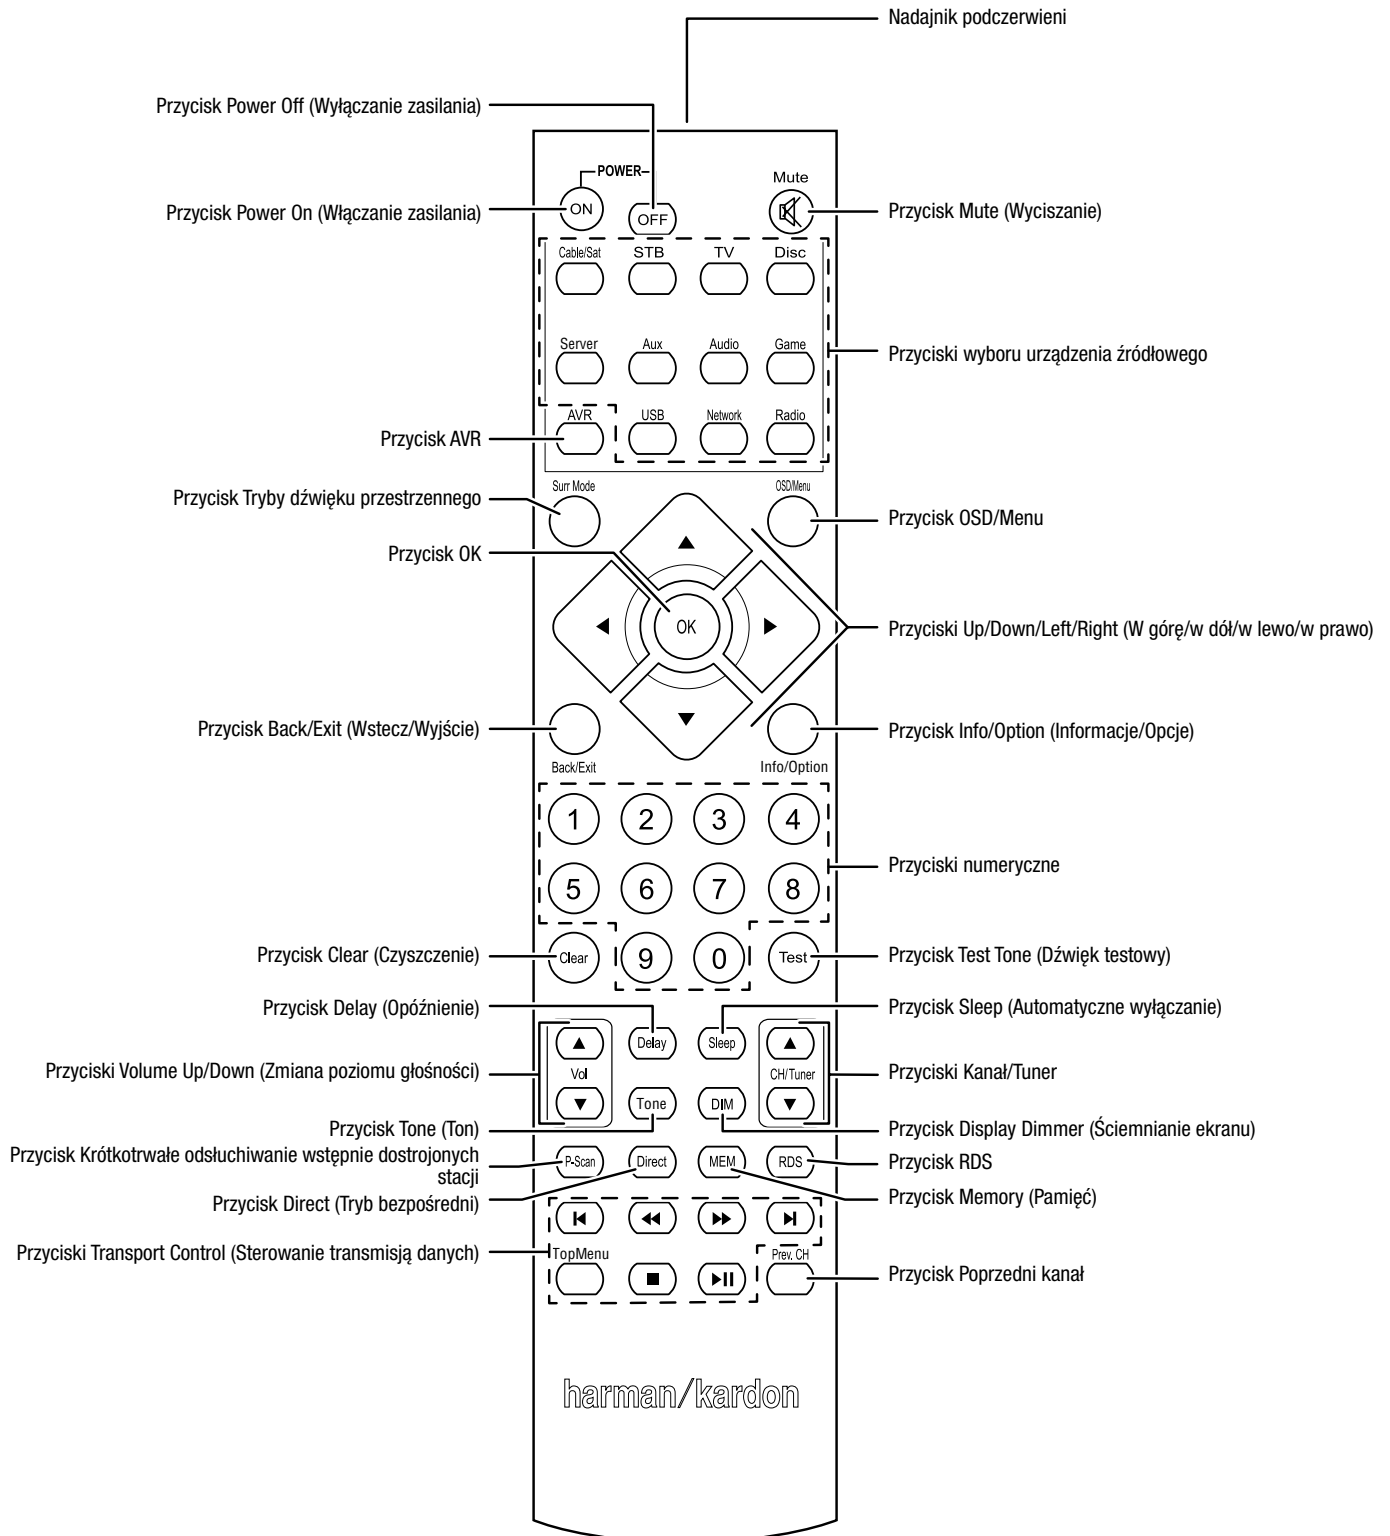 Nadajnik podczerwieni
Przycisk Power Off (Wyłączanie zasilania)
POWER
Mute
Przycisk Power On (Włączanie zasilania)
ON
OFF
Przycisk Mute (Wyciszanie)
Cable/Sat
STB
TV
Disc
Server
Aux
Audio
Game
Przyciski wyboru urządzenia źródłowego
AVR
USB
Network
Radio
Przycisk AVR
Surr Mode
OSD/Menu
Przycisk Tryby dźwięku przestrzennego
Przycisk OSD/Menu
Przycisk OK
OK
Przyciski Up/Down/Left/Right (W górę/w dół/w lewo/w prawo)
Przycisk Back/Exit (Wstecz/Wyjście)
Przycisk Info/Option (Informacje/Opcje)
Back/Exit
Info/Option
1
2
3
4
Przyciski numeryczne
5
6
7
8
Przycisk Clear (Czyszczenie)
Clear
9
0
Test
Przycisk Test Tone (Dźwięk testowy)
Przycisk Delay (Opóźnienie)
Przycisk Sleep (Automatyczne wyłączanie)
Delay
Sleep
Przyciski Volume Up/Down (Zmiana poziomu głośności)
Vol
CH/Tuner
Przyciski Kanał/Tuner
Tone
DIM
Przycisk Tone (Ton)
Przycisk Display Dimmer (Ściemnianie ekranu)
Przycisk Krótkotrwałe odsłuchiwanie wstępnie dostrojonych
stacji
P-Scan
Direct
MEM
RDS
Przycisk RDS
Przycisk Direct (Tryb bezpośredni)
Przycisk Memory (Pamięć)
Przyciski Transport Control (Sterowanie transmisją danych)
TopMenu
Prev. CH
Przycisk Poprzedni kanał
harman/kardon